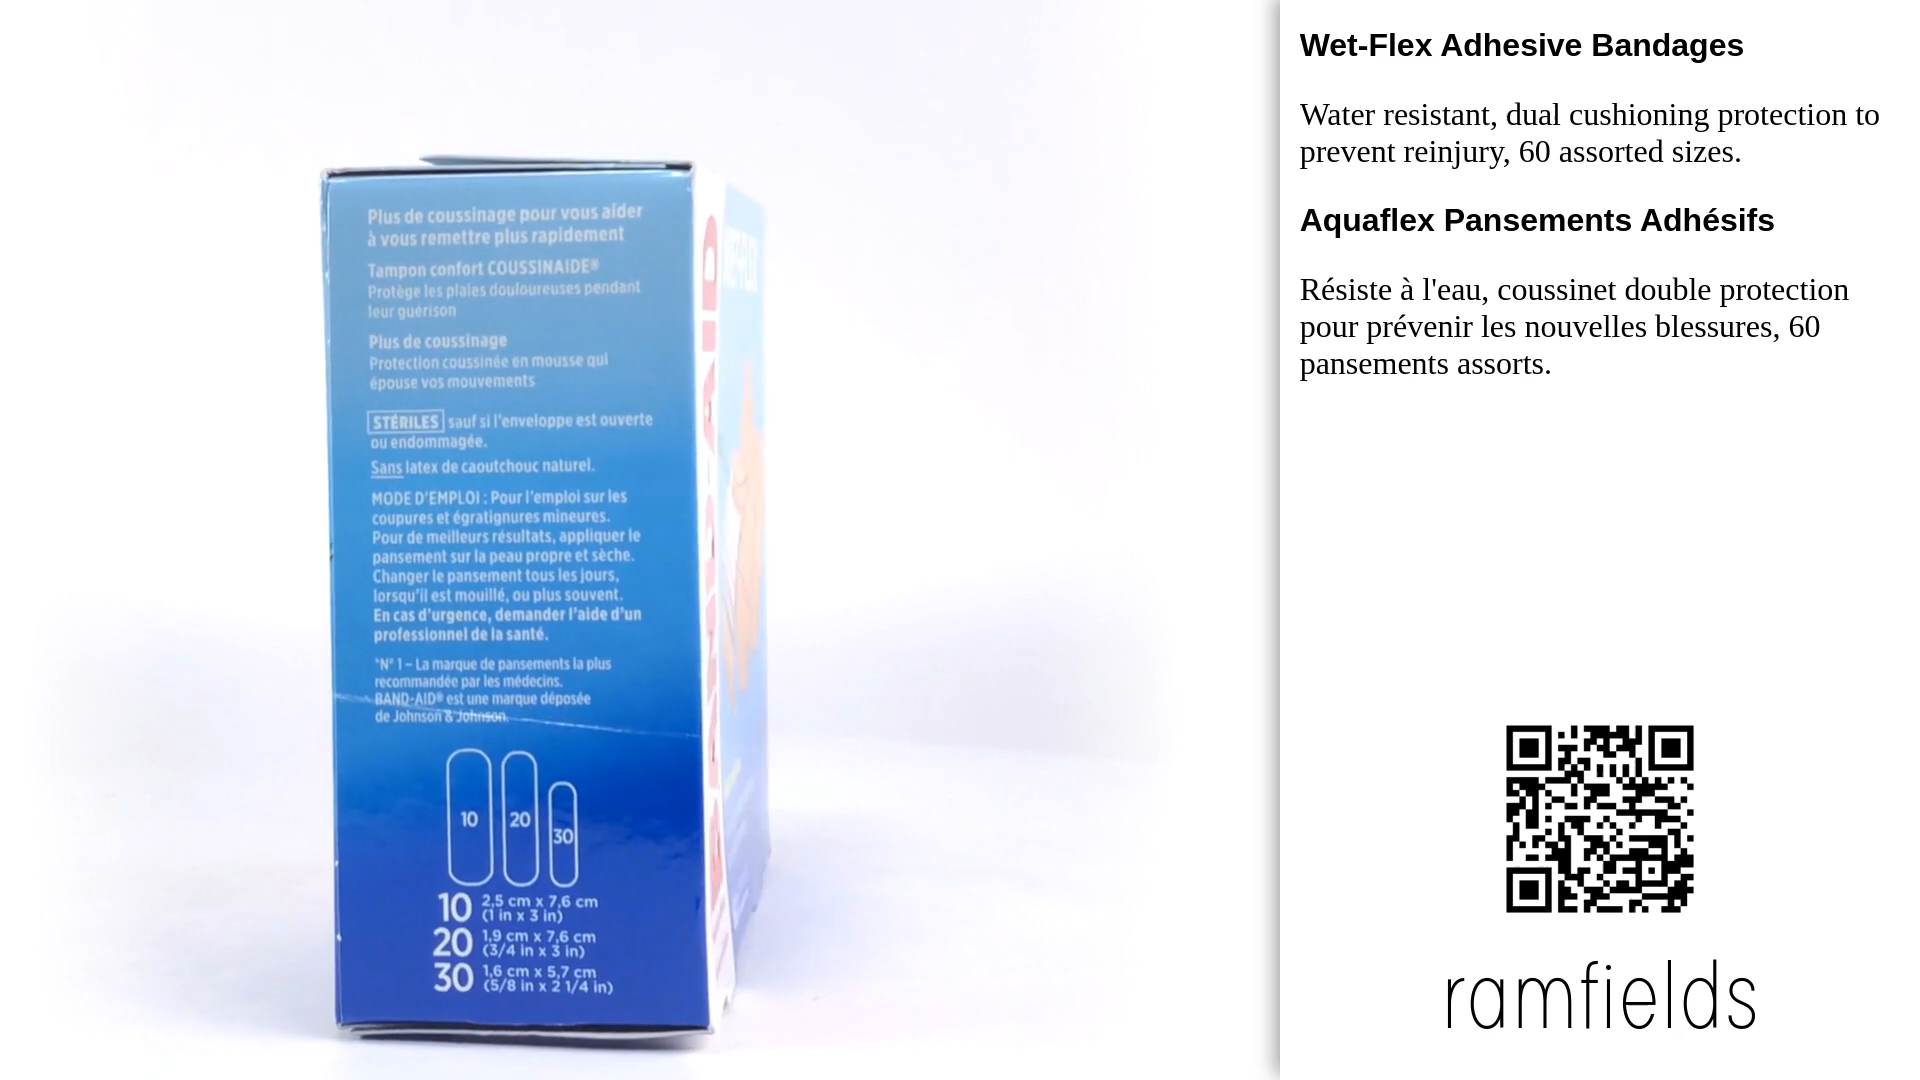 Plus de coussinage pour vous aider
à vous remettre plus rapidement
Tampon confort COUSSINAIDE®
Protège les plaies douloureuses pendant
leur guérison
Plus de coussinage
Protection coussinée en mousse qui
épouse vos mouvements
STÉRILES sauf si l'enveloppe est ouverte
ou endommagée.
Sans latex de caoutchouc naturel.
MODE D'EMPLOI : Pour l'emploi sur les
coupures et égratignures mineures.
Pour de meilleurs résultats, appliquer le
pansement sur la peau propre et sèche.
Changer le pansement tous les jours,
lorsqu'il est mouillé, ou plus souvent.
En cas d'urgence, demander l'aide d'un
professionnel de la santé.
*N° 1 – La marque de pansements la plus
recommandée par les médecins.
BAND-AID® est une marque déposée
de Johnson & Johnson.
10 20 30
10 2,5 cm x 7,6 cm
(1 in x 3 in)
20 1,9 cm x 7,6 cm
(3/4 in x 3 in)
30 1,6 cm x 5,7 cm
(5/8 in x 2 1/4 in)
BAND-AID
Wet-Flex Adhesive Bandages
Water resistant, dual cushioning protection to
prevent reinjury, 60 assorted sizes.
Aquaflex Pansements Adhésifs
Résiste à l'eau, coussinet double protection
pour prévenir les nouvelles blessures, 60
pansements assorts.
ramfields